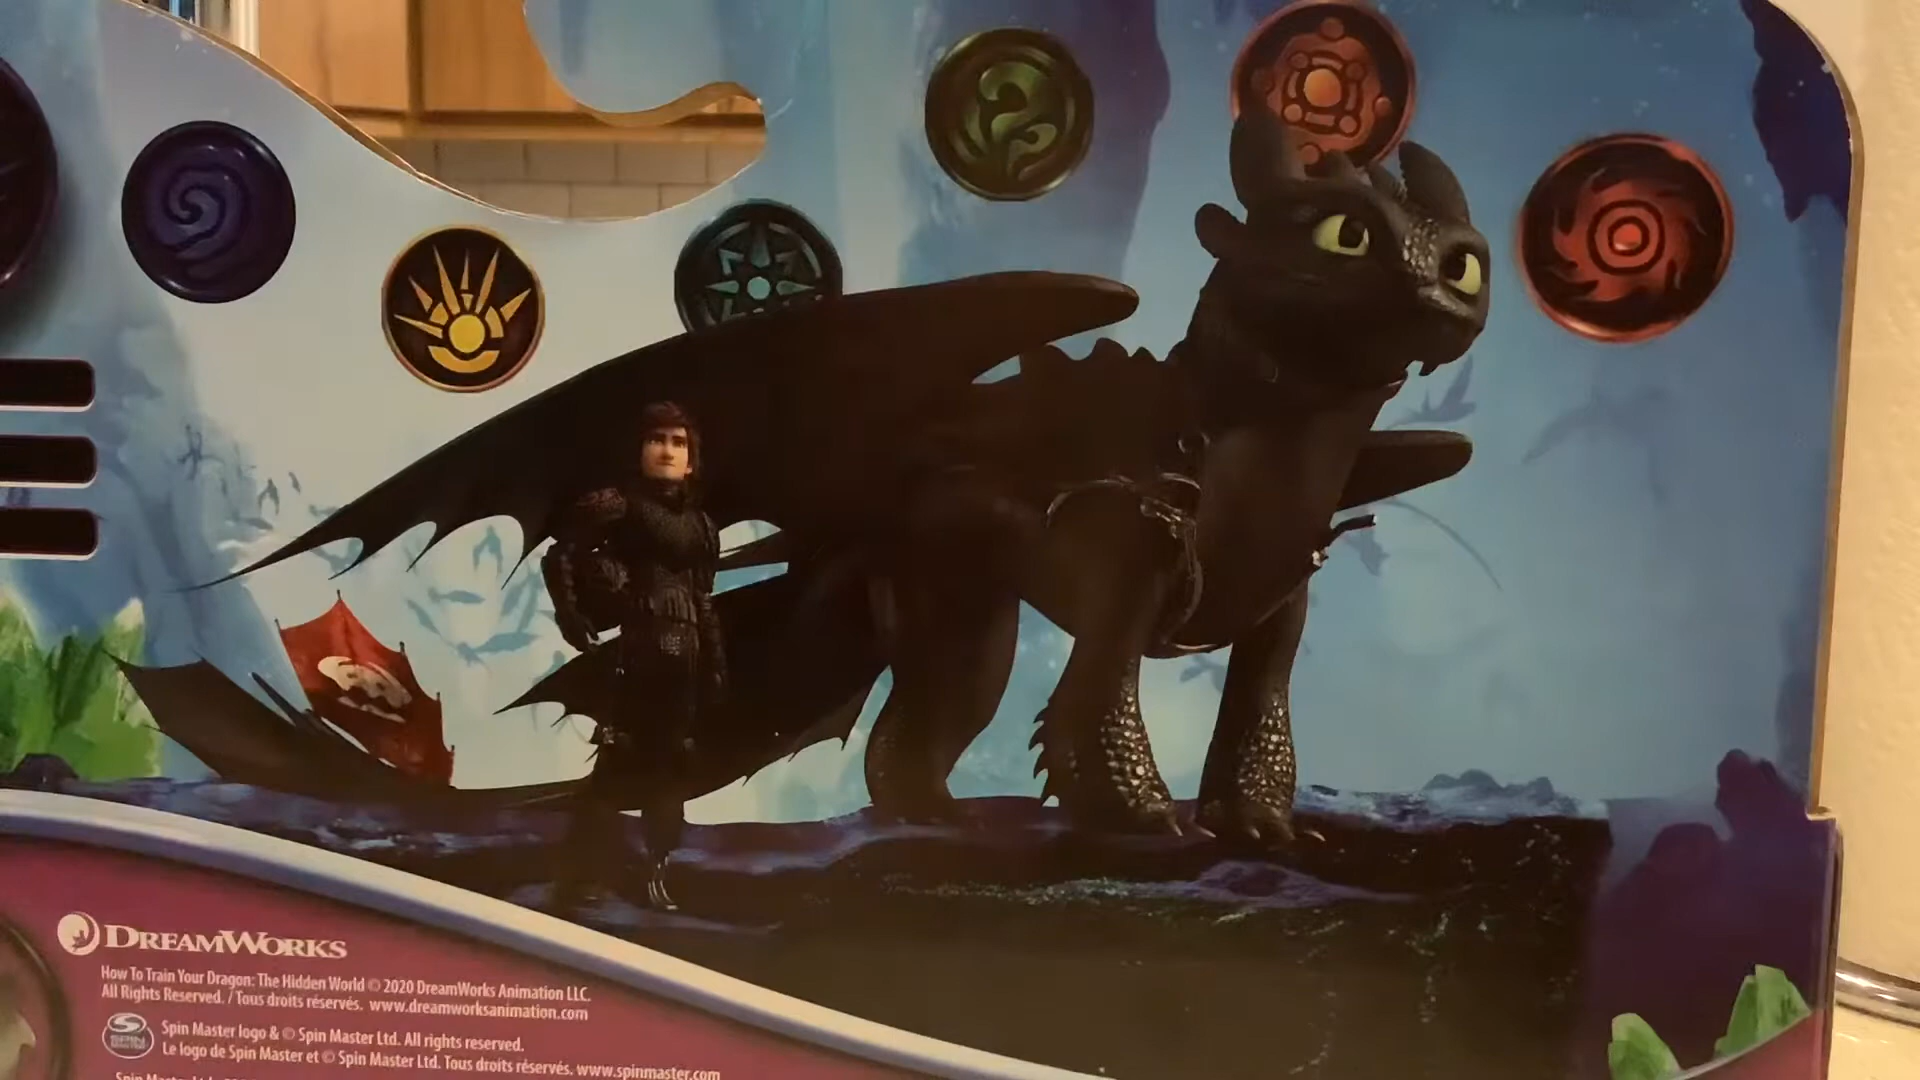 DREAMWORKS
How To Train Your Dragon: The Hidden World © 2020 DreamWorks Animation LLC.
All Rights Reserved. / Tous droits réservés. www.dreamworksanimation.com
Spin Master logo & © Spin Master Ltd. All rights reserved.
Le logo de Spin Master et © Spin Master Ltd. Tous droits réservés. www.spinmaster.com